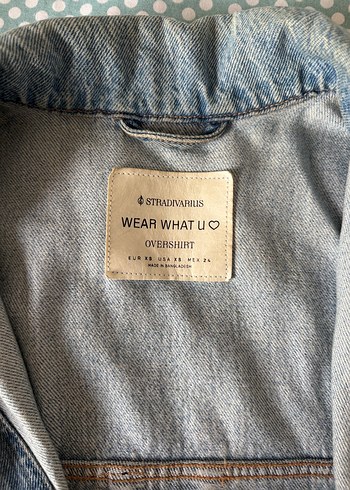 STRADIVARIUS
WEAR WHAT U ♡
OVERSHIRT
EUR XS USA XS MEX 24
MADE IN BANGLADESH